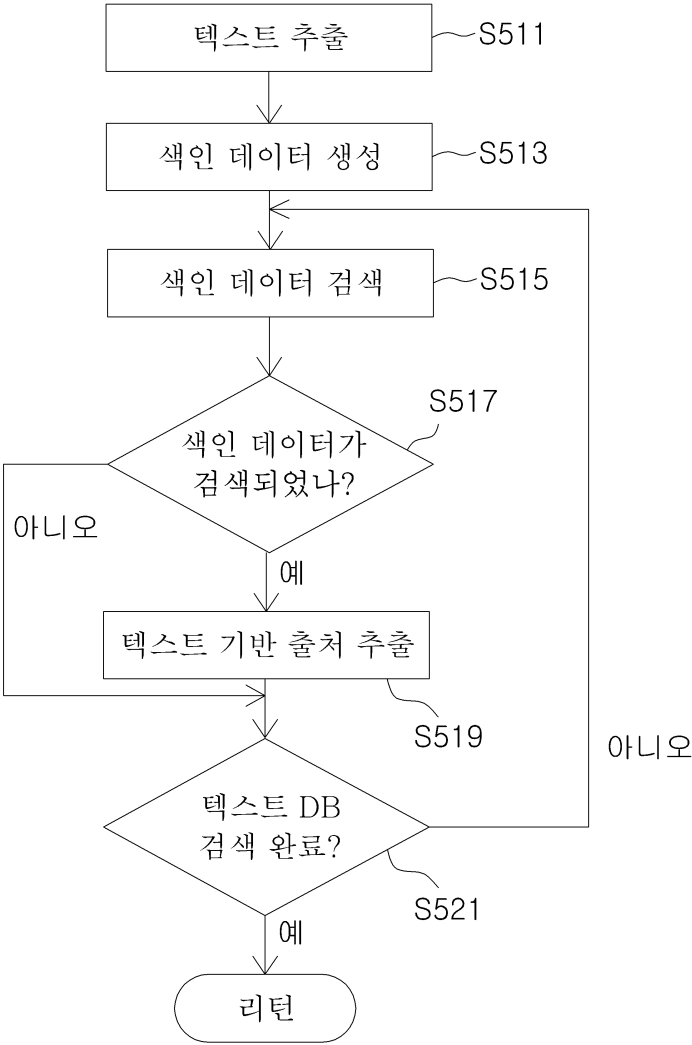 텍스트 추출
S511
색인 데이터 생성
S513
색인 데이터 검색
S515
S517
색인 데이터가
검색되었나?
아니오
예
텍스트 기반 출처 추출
S519
아니오
텍스트 DB
검색 완료?
S521
예
리턴